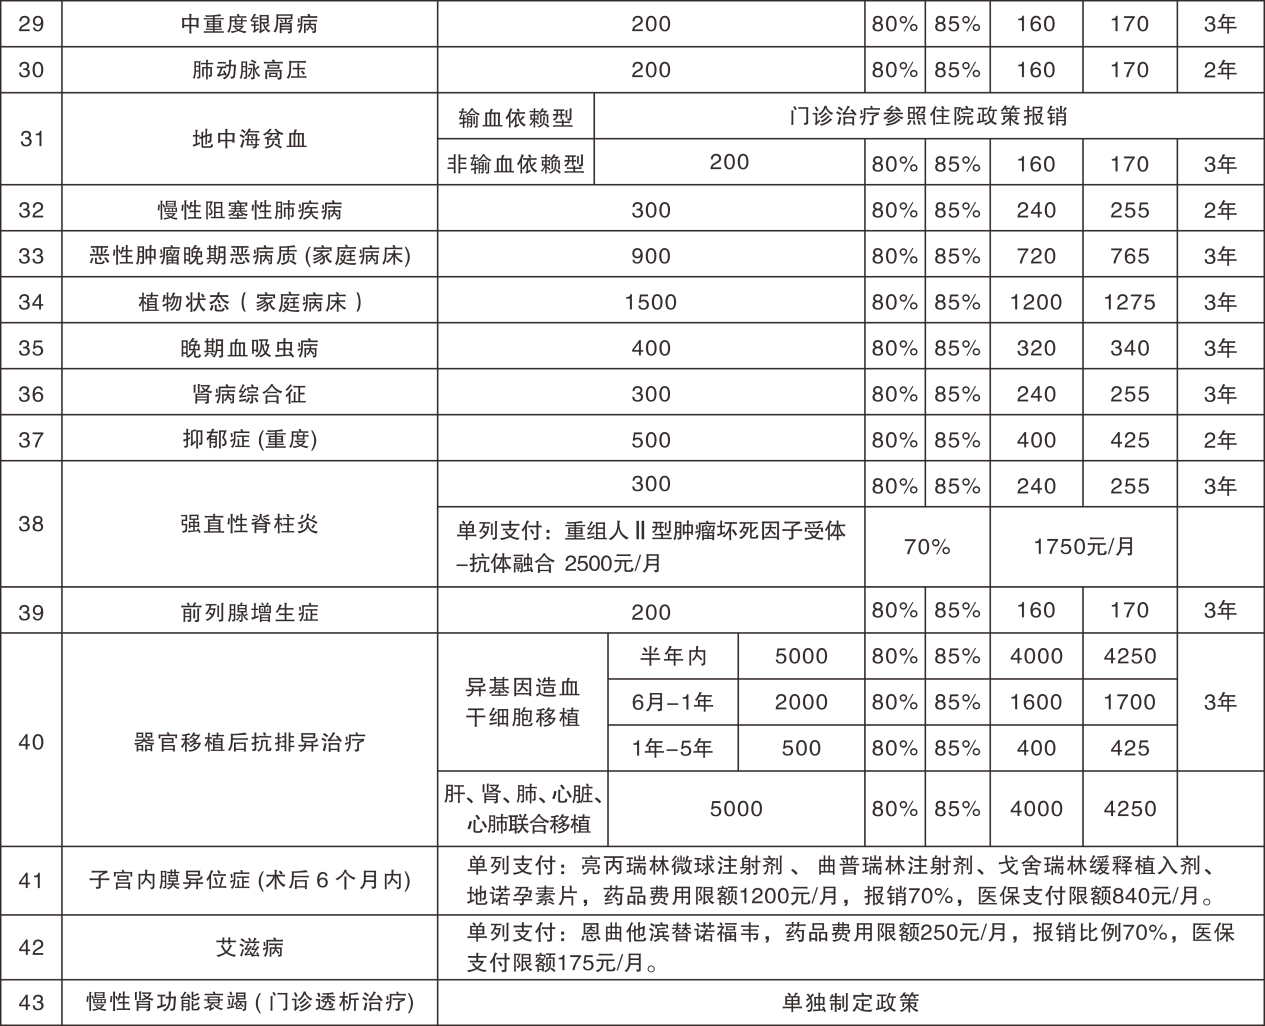 29 中重度银屑病 200 80% 85% 160 170 3年
30 肺动脉高压 200 80% 85% 160 170 2年
31 地中海贫血 输血依赖型 门诊治疗参照住院政策报销
非输血依赖型 200 80% 85% 160 170 3年
32 慢性阻塞性肺疾病 300 80% 85% 240 255 2年
33 恶性肿瘤晚期恶病质(家庭病床) 900 80% 85% 720 765 3年
34 植物状态（家庭病床） 1500 80% 85% 1200 1275 3年
35 晚期血吸虫病 400 80% 85% 320 340 3年
36 肾病综合征 300 80% 85% 240 255 3年
37 抑郁症(重度) 500 80% 85% 400 425 2年
38 强直性脊柱炎 300 80% 85% 240 255 3年
单列支付：重组人Ⅱ型肿瘤坏死因子受体
-抗体融合 2500元/月 70% 1750元/月
39 前列腺增生症 200 80% 85% 160 170 3年
40 器官移植后抗排异治疗 异基因造血
干细胞移植 半年内 5000 80% 85% 4000 4250 3年
6月-1年 2000 80% 85% 1600 1700
1年-5年 500 80% 85% 400 425
肝、肾、肺、心脏、
心肺联合移植 5000 80% 85% 4000 4250
41 子宫内膜异位症(术后6个月内) 单列支付：亮丙瑞林微球注射剂、曲普瑞林注射剂、戈舍瑞林缓释植入剂、
地诺孕素片，药品费用限额1200元/月，报销70%，医保支付限额840元/月。
42 艾滋病 单列支付：恩曲他滨替诺福韦，药品费用限额250元/月，报销比例70%，医保
支付限额175元/月。
43 慢性肾功能衰竭(门诊透析治疗) 单独制定政策